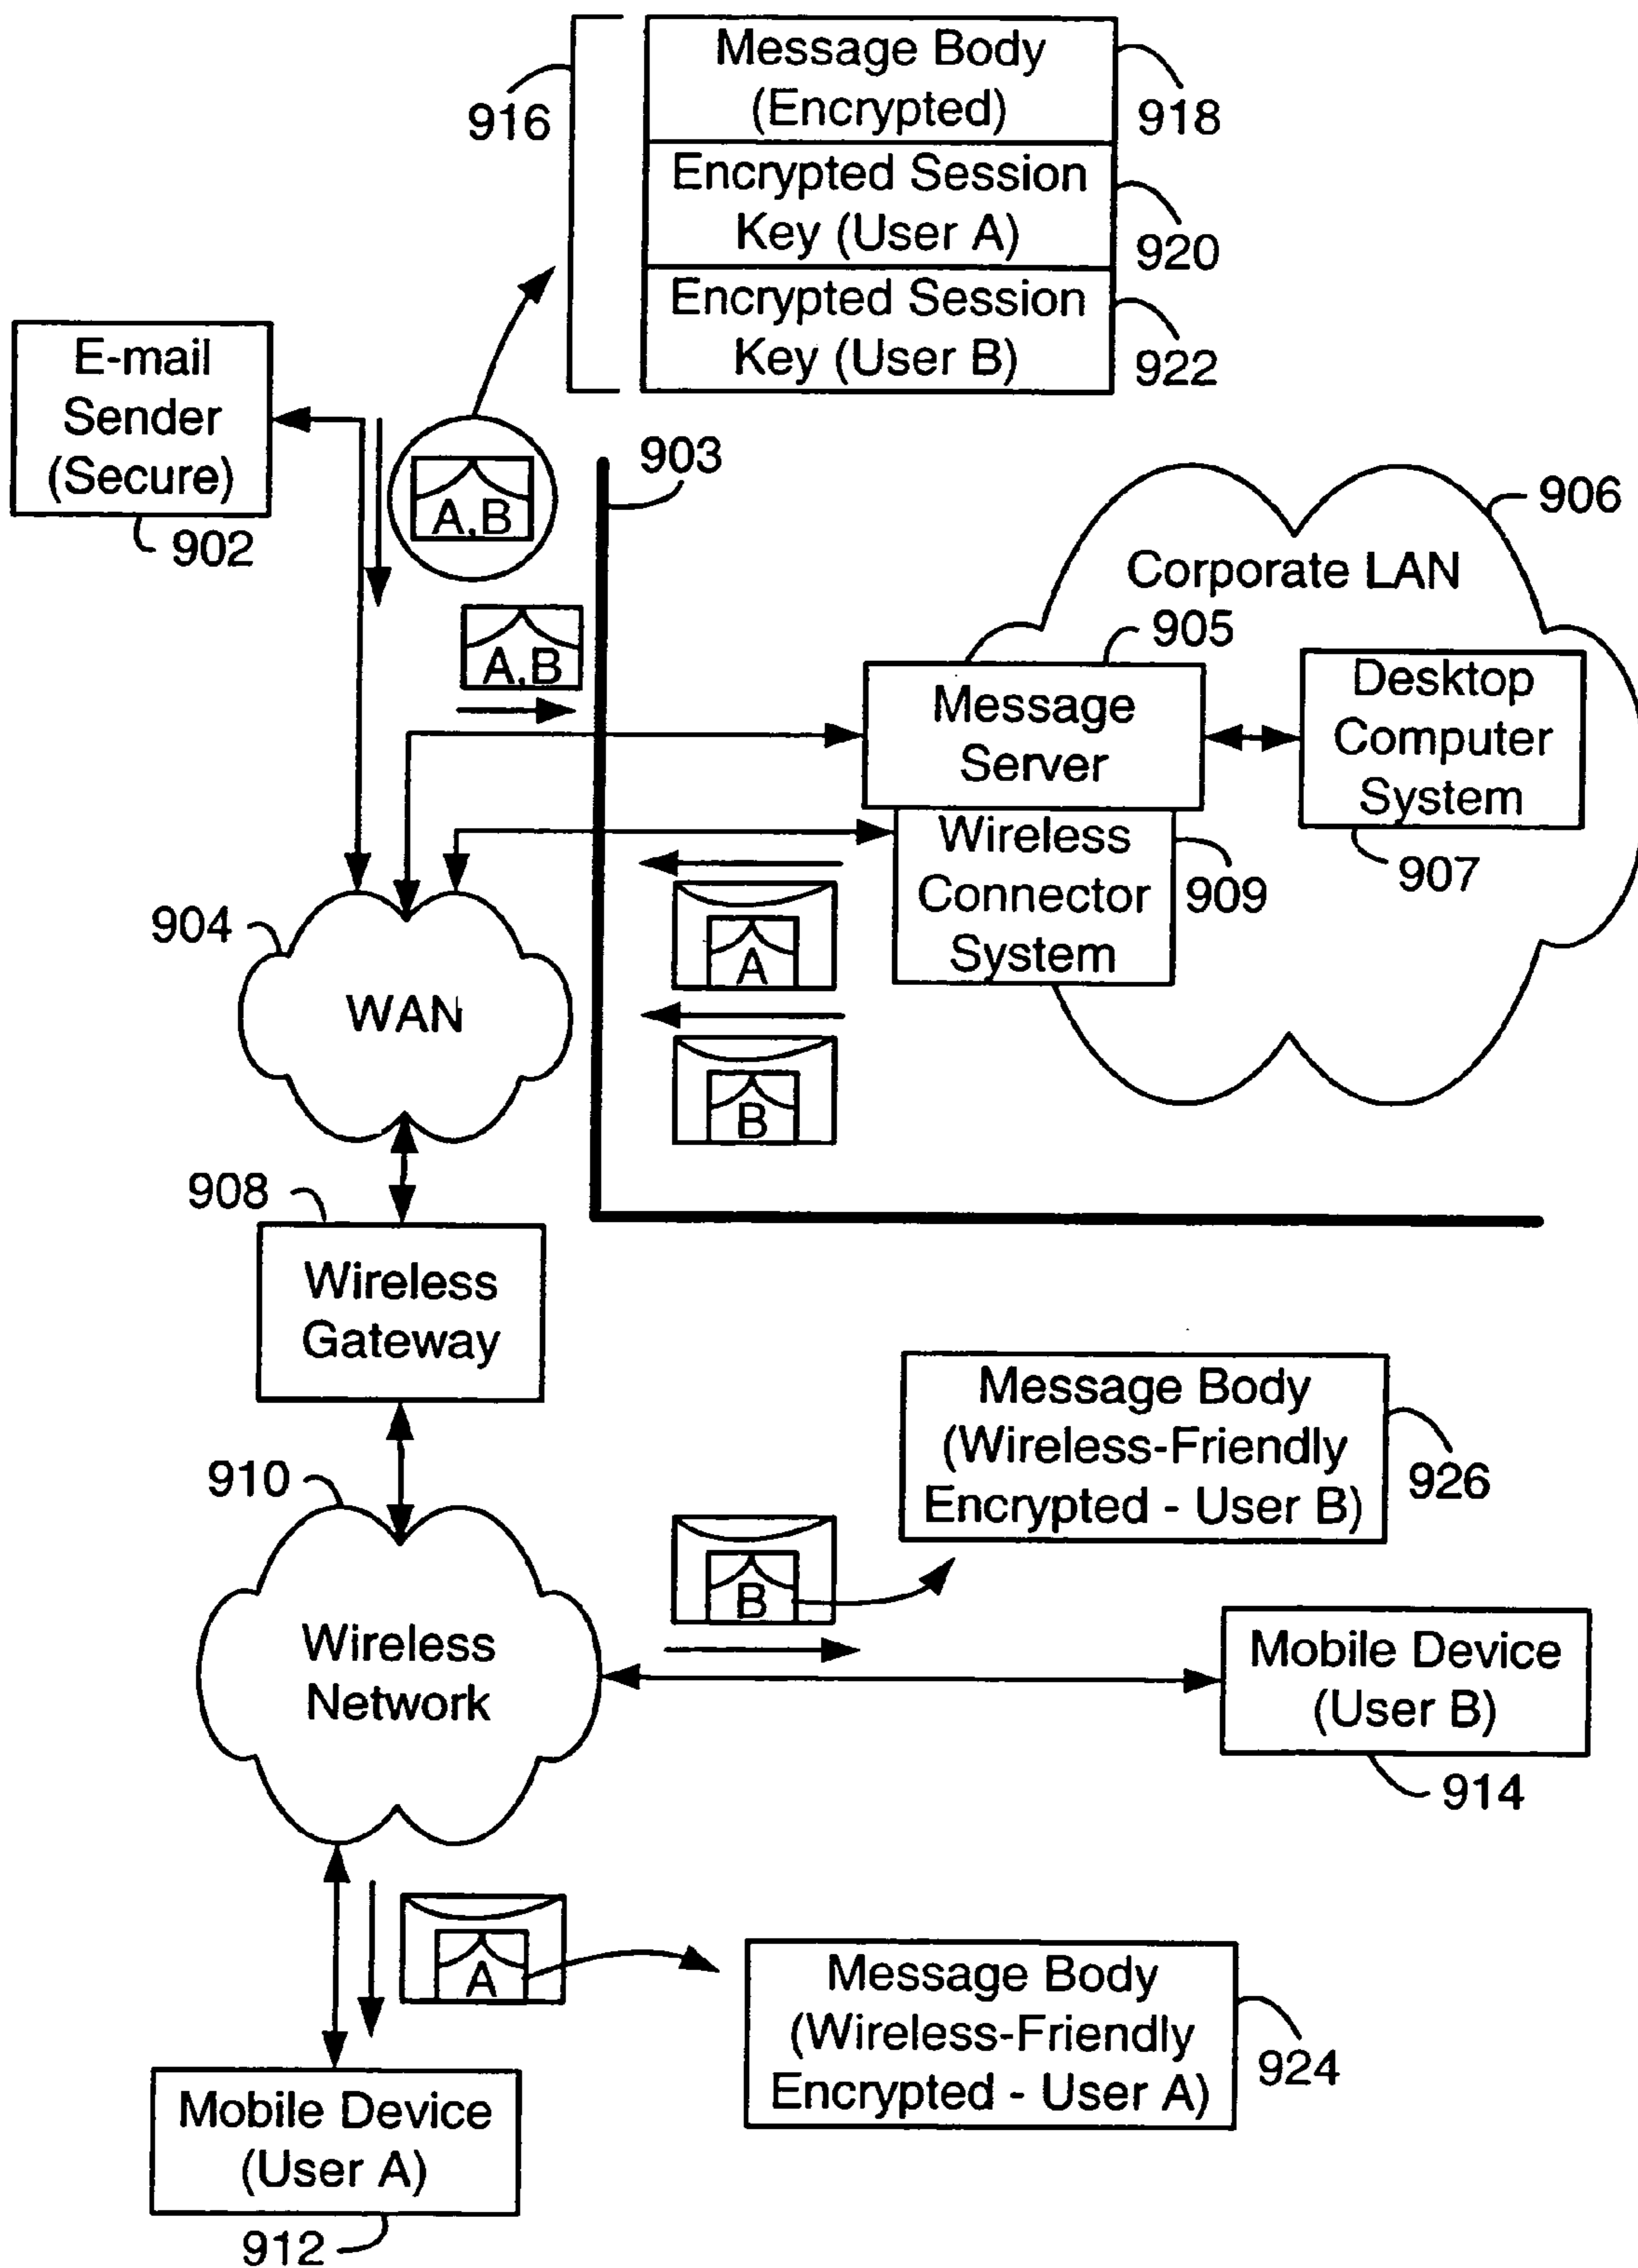 Message Body
(Encrypted)
916
918
Encrypted Session
Key (User A)
920
Encrypted Session
Key (User B)
922
E-mail
Sender
(Secure)
902
A,B
903
906
Corporate LAN
A,B
905
Message
Server
Desktop
Computer
System
907
Wireless
Connector
System
909
904
WAN
A
B
908
Wireless
Gateway
Message Body
(Wireless-Friendly
Encrypted - User B)
926
910
B
Wireless
Network
Mobile Device
(User B)
914
A
Message Body
(Wireless-Friendly
Encrypted - User A)
924
Mobile Device
(User A)
912